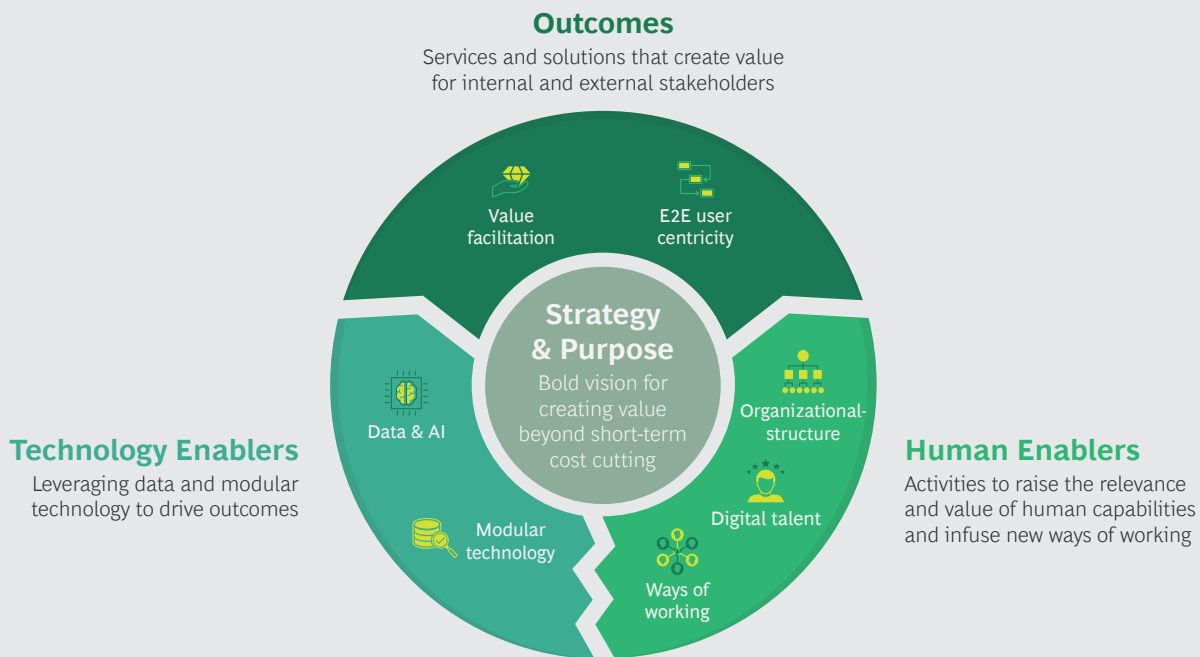 Outcomes
Services and solutions that create value
for internal and external stakeholders
Value
facilitation
E2E user
centricity
Strategy
& Purpose
Bold vision for
creating value
beyond short-term
cost cutting
Data & AI
Modular
technology
Organizational-
structure
Digital talent
Ways of
working
Technology Enablers
Leveraging data and modular
technology to drive outcomes
Human Enablers
Activities to raise the relevance
and value of human capabilities
and infuse new ways of working